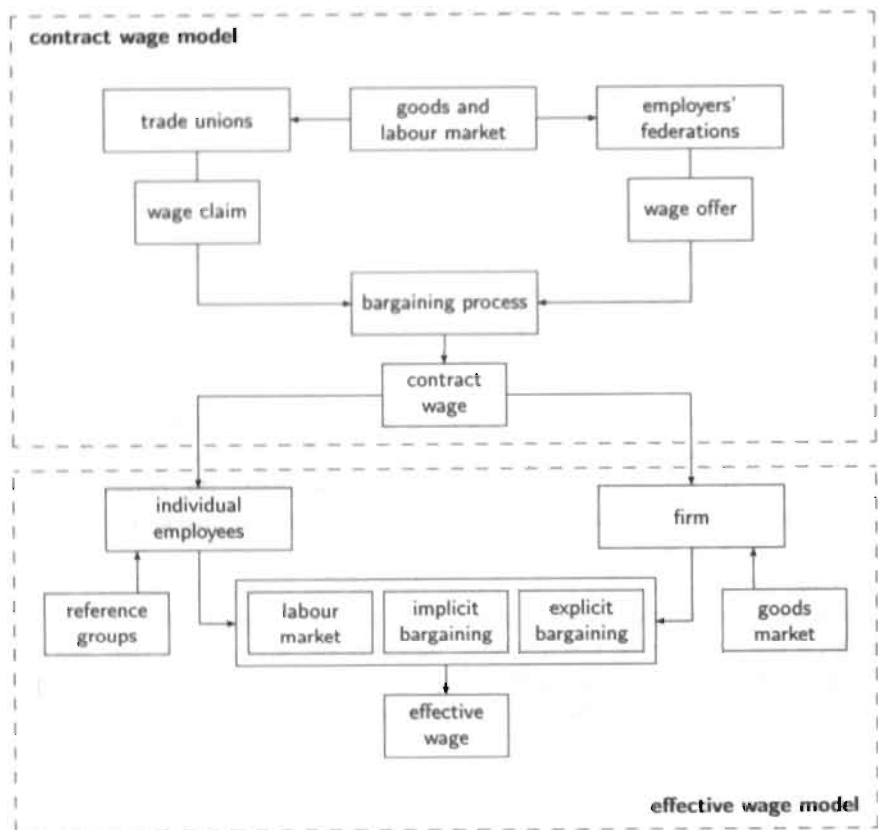 contract wage model
trade unions
goods and
labour market
employers'
federations
wage claim
wage offer
bargaining process
contract
wage
individual
employees
firm
reference
groups
labour
market
implicit
bargaining
explicit
bargaining
goods
market
effective
wage
effective wage model